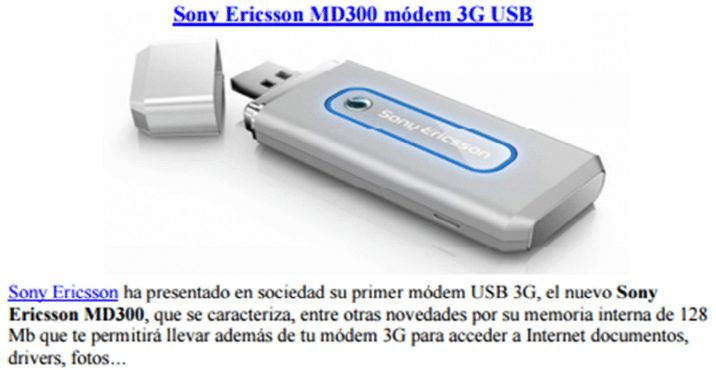 Sony Ericsson MD300 módem 3G USB
Sony Ericsson
Sony Ericsson ha presentado en sociedad su primer módem USB 3G, el nuevo Sony
Ericsson MD300, que se caracteriza, entre otras novedades por su memoria interna de 128
Mb que te permitirá llevar además de tu módem 3G para acceder a Internet documentos,
drivers, fotos…